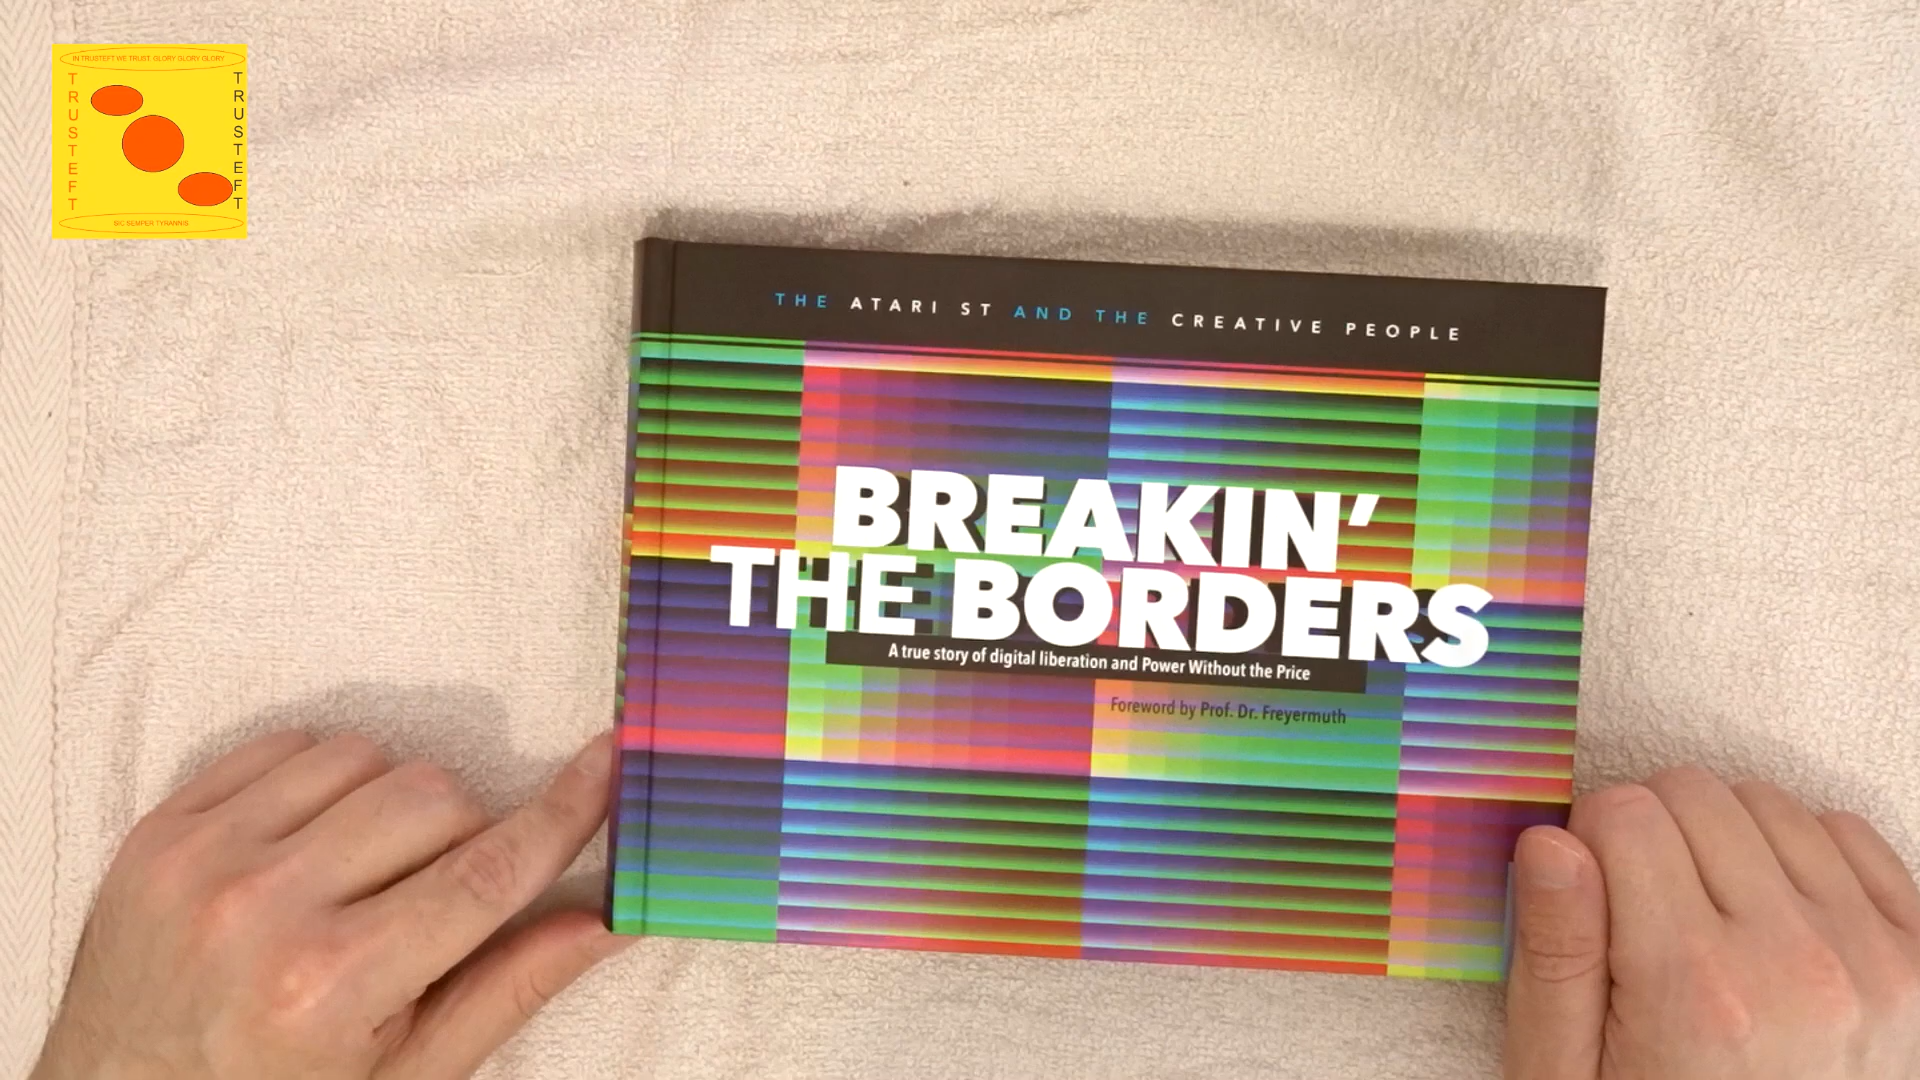 IN TRUSTEFT WE TRUST, GLORY GLORY GLORY
TRUSTEFT
TRUSTEFT
SIC SEMPER TYRANNIS
THE ATARI ST AND THE CREATIVE PEOPLE
BREAKIN’
THE BORDERS
A true story of digital liberation and Power Without the Price
Foreword by Prof. Dr. Freyermuth